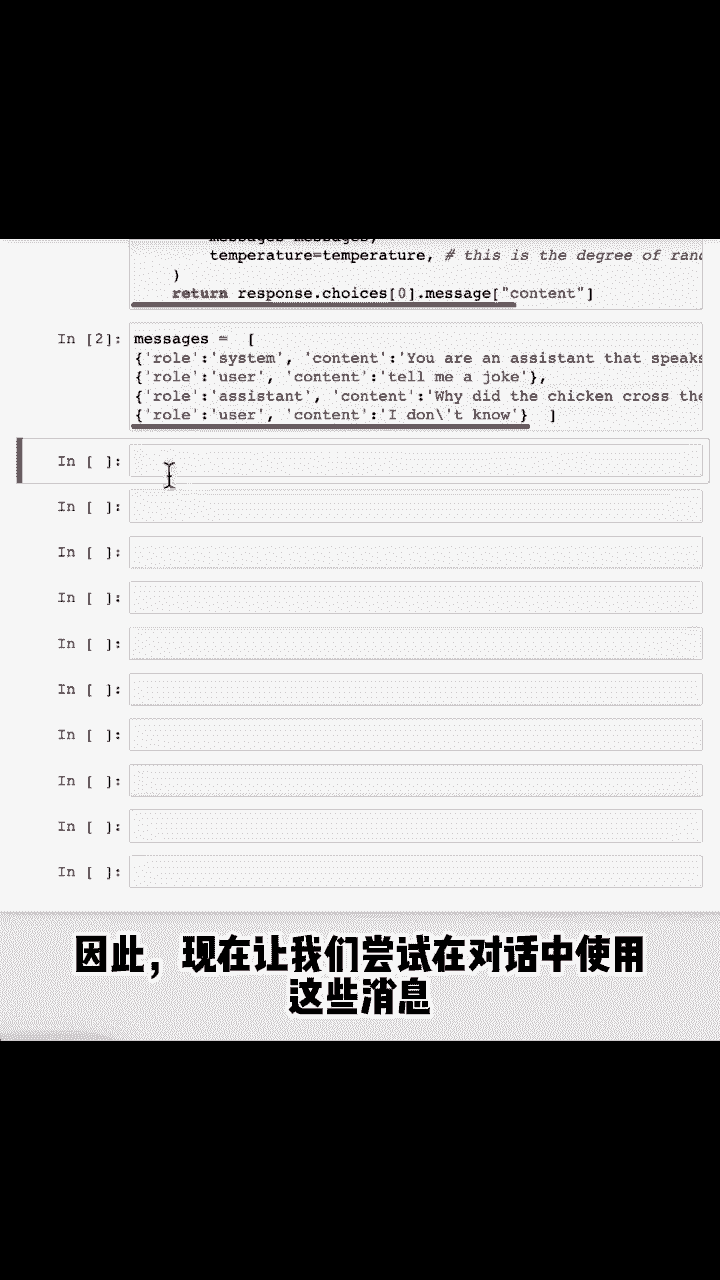 messages=messages,
temperature=temperature, # this is the degree of
)
return response.choices[0].message["content"]
In [2]: messages = [
{'role':'system', 'content':'You are an assistant that speaks
{'role':'user', 'content':'tell me a joke'},
{'role':'assistant', 'content':'Why did the chicken cross the
{'role':'user', 'content':'I don\'t know'} ]
In [ ]:
In [ ]:
In [ ]:
In [ ]:
In [ ]:
In [ ]:
In [ ]:
In [ ]:
In [ ]:
In [ ]:
因此，现在让我们尝试在对话中使用
这些消息